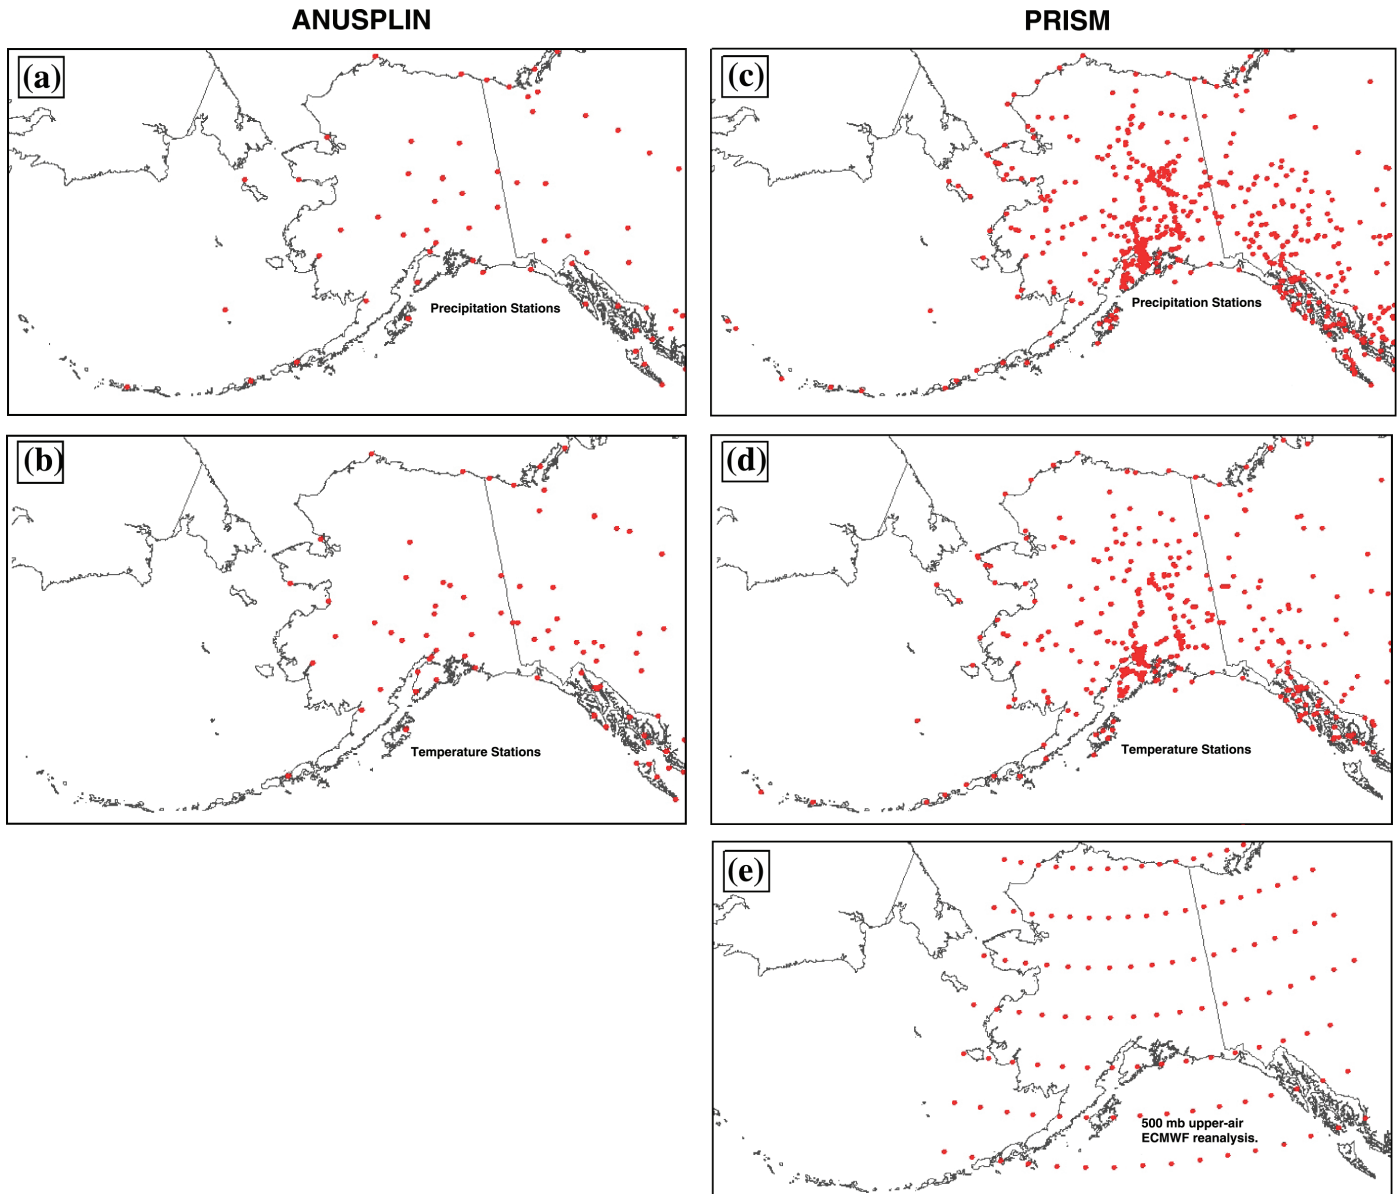 ANUSPLIN
PRISM
(a)
Precipitation Stations
(c)
Precipitation Stations
(b)
Temperature Stations
(d)
Temperature Stations
(e)
500 mb upper-air
ECMWF reanalysis.